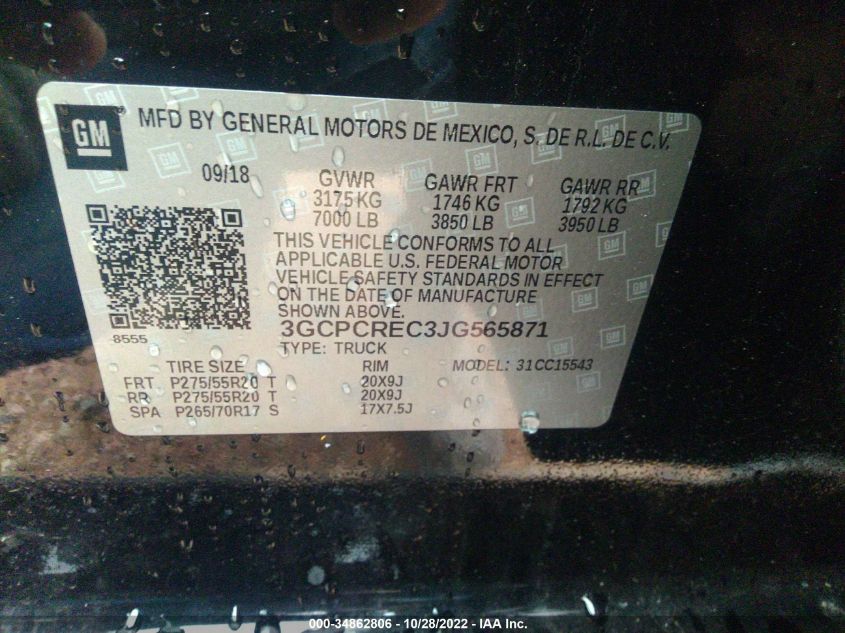 GM MFD BY GENERAL MOTORS DE MEXICO, S. DE R.L. DE C.V.
09/18 GVWR GAWR FRT GAWR RR
3175 KG 1746 KG 1792 KG
7000 LB 3850 LB 3950 LB
THIS VEHICLE CONFORMS TO ALL
APPLICABLE U.S. FEDERAL MOTOR
VEHICLE SAFETY STANDARDS IN EFFECT
ON THE DATE OF MANUFACTURE
SHOWN ABOVE.
3GCPCREC3JG565871
8555 TYPE: TRUCK MODEL: 31CC15543
TIRE SIZE RIM
FRT P275/55R20 T 20X9J
RR P275/55R20 T 20X9J
SPA P265/70R17 S 17X7.5J
000-34862806 - 10/28/2022 - IAA Inc.